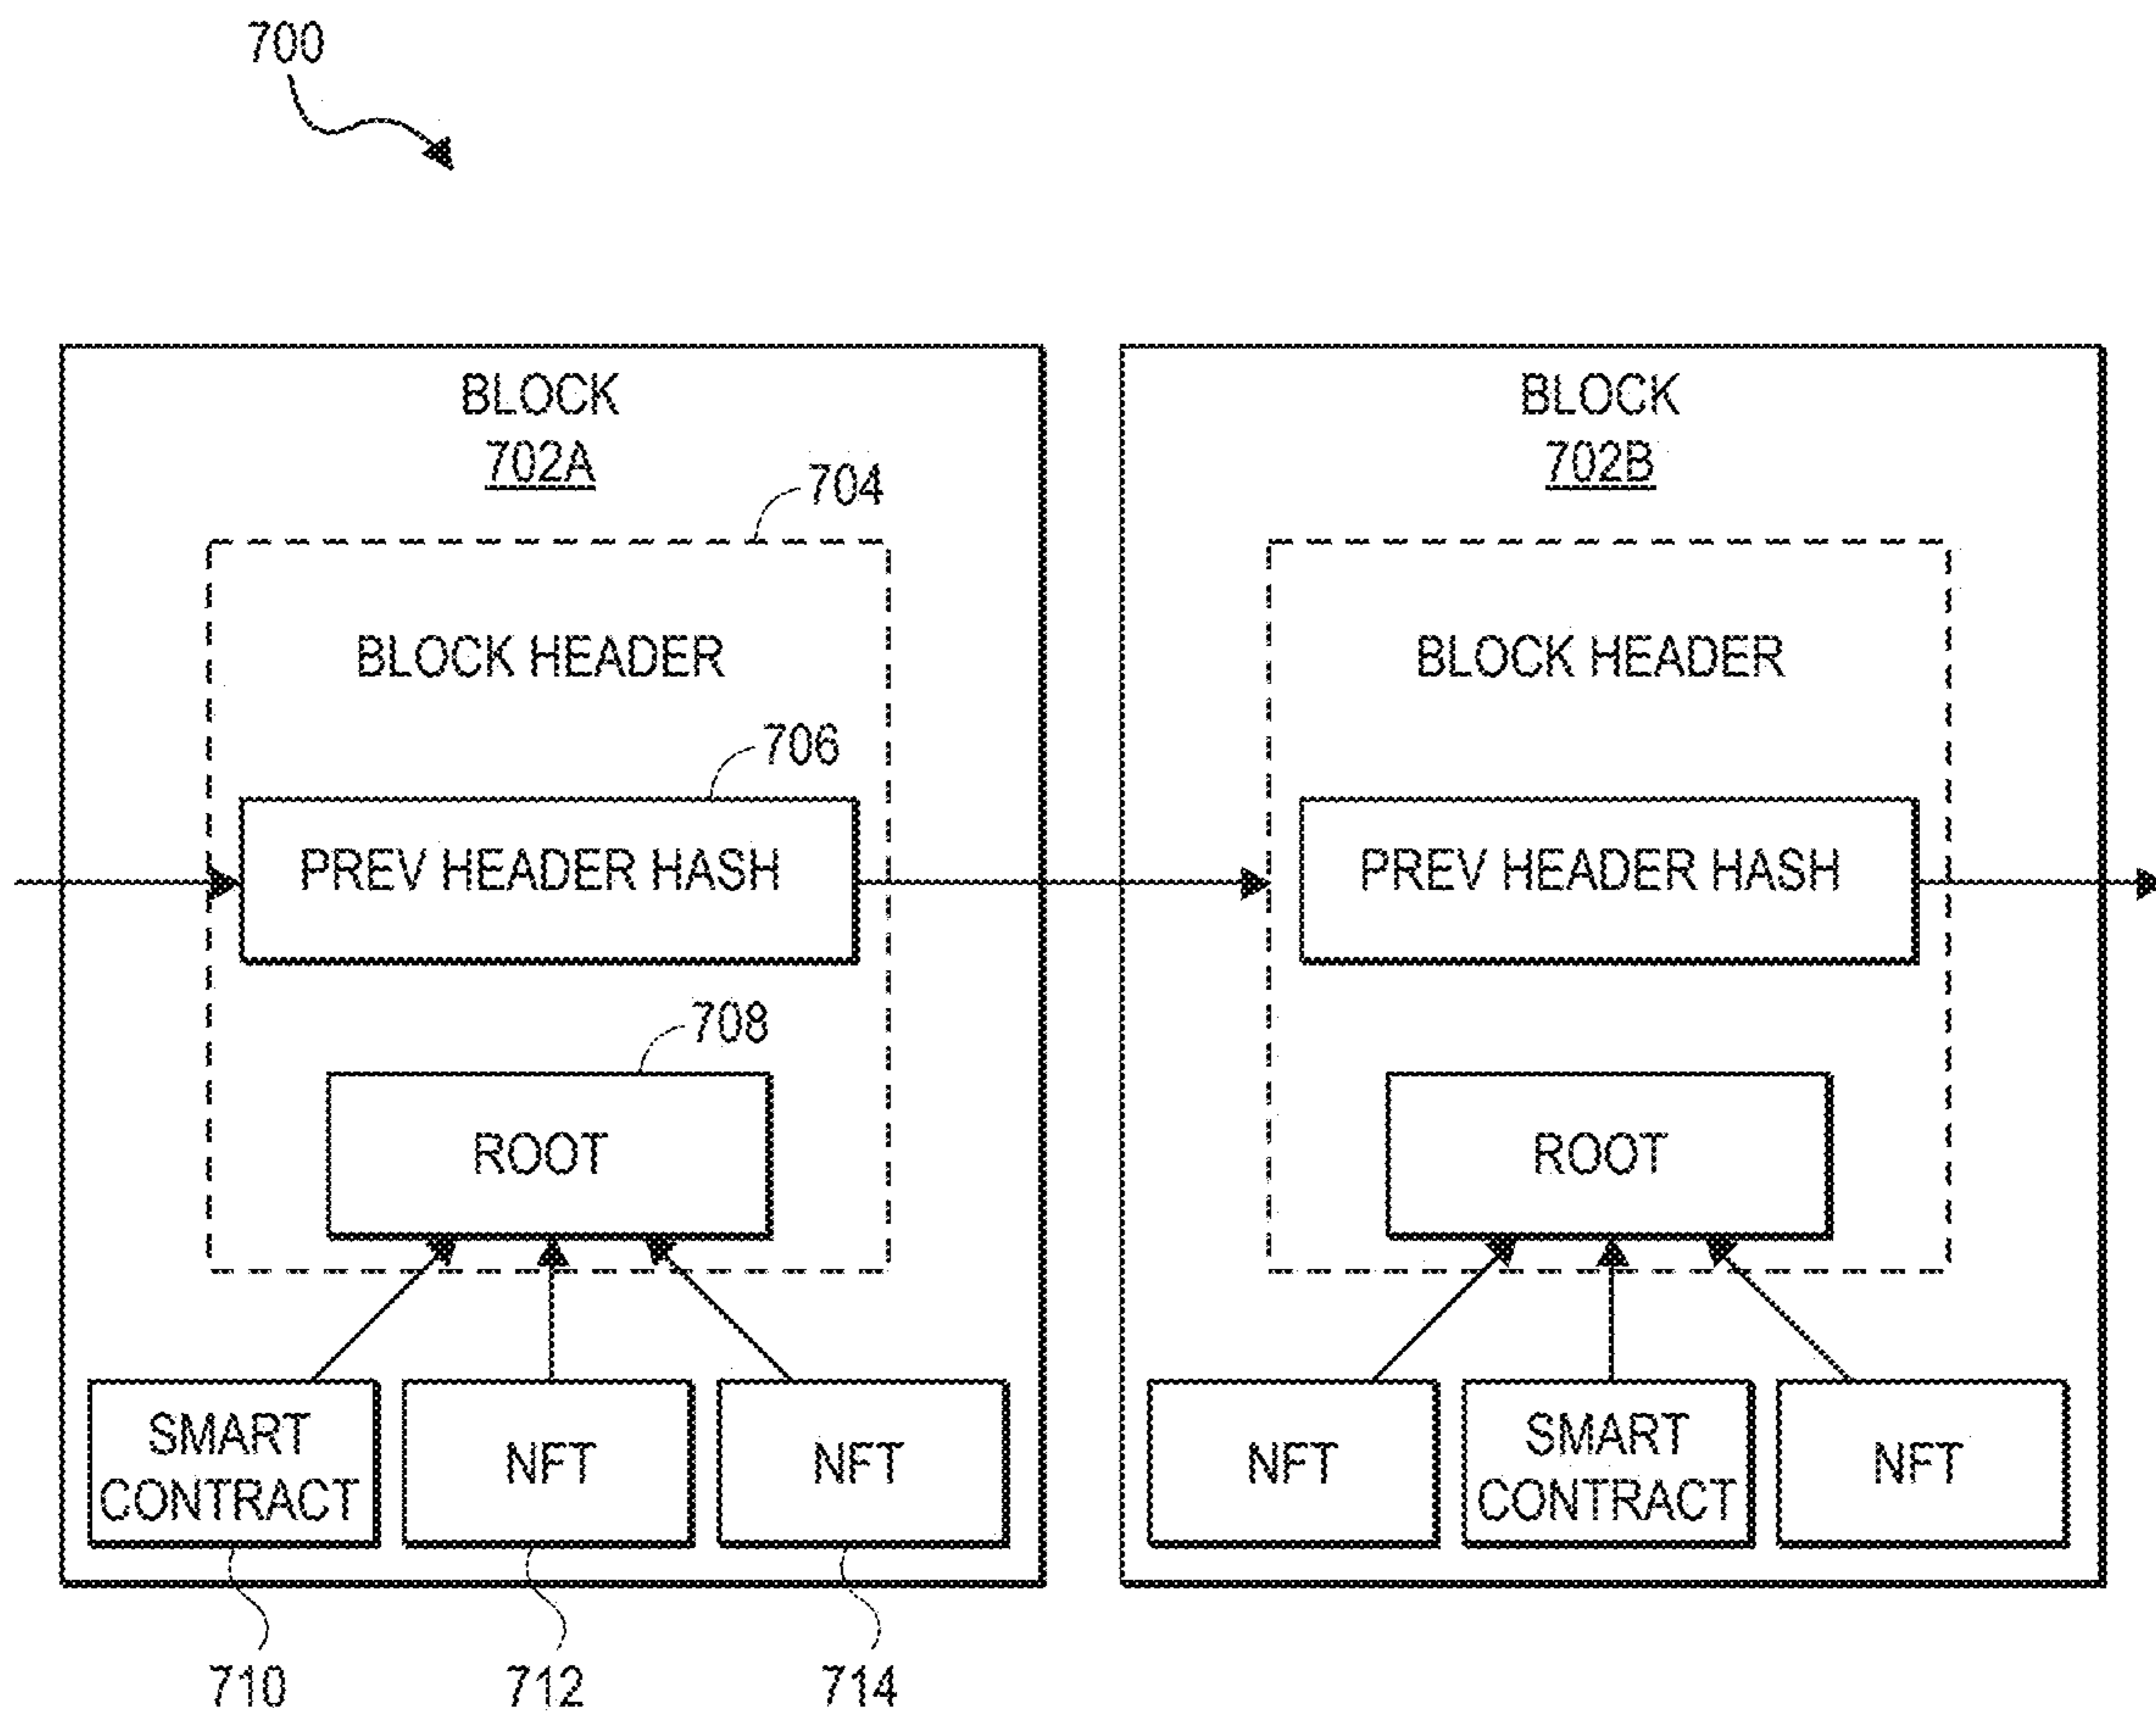 700
BLOCK
702A
704
BLOCK HEADER
706
PREV HEADER HASH
708
ROOT
SMART
CONTRACT
NFT
NFT
710
712
714
BLOCK
702B
BLOCK HEADER
PREV HEADER HASH
ROOT
NFT
SMART
CONTRACT
NFT